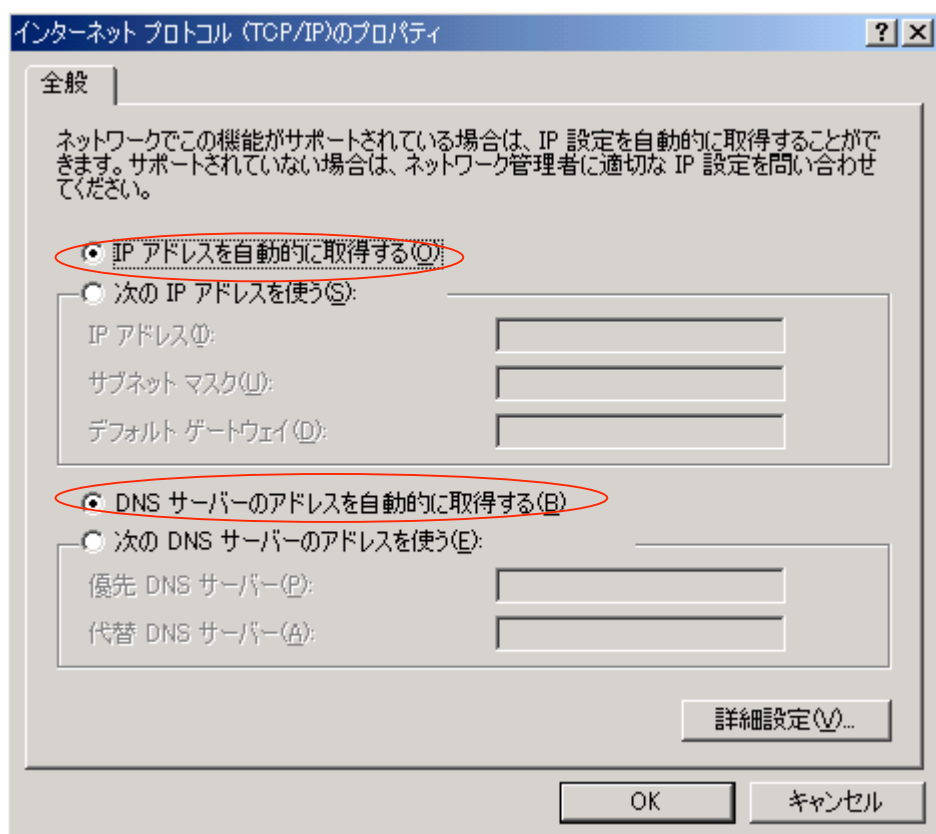 インターネット プロトコル (TCP/IP)のプロパティ
全般
ネットワークでこの機能がサポートされている場合は、IP 設定を自動的に取得することがで
きます。サポートされていない場合は、ネットワーク管理者に適切な IP 設定を問い合わせ
てください。
IP アドレスを自動的に取得する(O)
次の IP アドレスを使う(S):
IP アドレス(I):
サブネット マスク(U):
デフォルト ゲートウェイ(D):
DNS サーバーのアドレスを自動的に取得する(B)
次の DNS サーバーのアドレスを使う(E):
優先 DNS サーバー(P):
代替 DNS サーバー(A):
詳細設定(V)...
OK
キャンセル